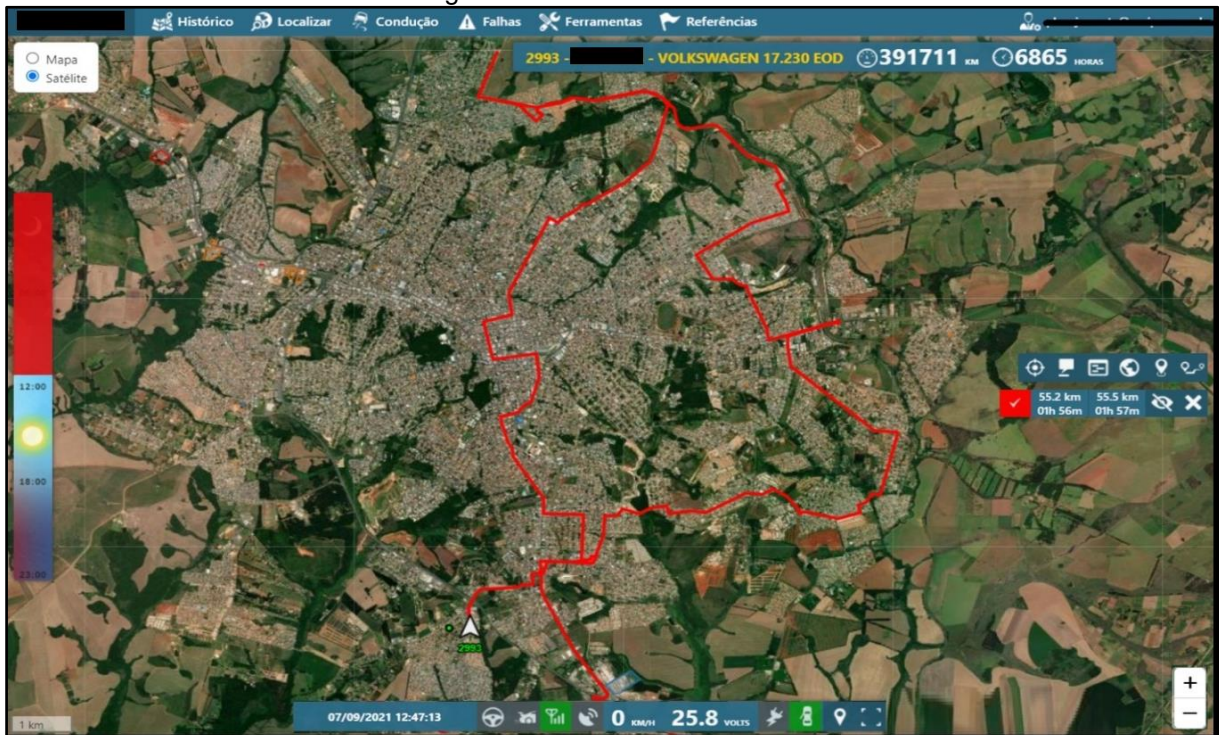 Histórico Localizar Condução Falhas Ferramentas Referências
Mapa
Satélite
2993 - - VOLKSWAGEN 17.230 EOD 391711 KM 6865 HORAS
12:00
18:00
23:00
55.2 km 55.5 km
01h 56m 01h 57m
2993
+
−
1 km
07/09/2021 12:47:13 0 KM/H 25.8 VOLTS